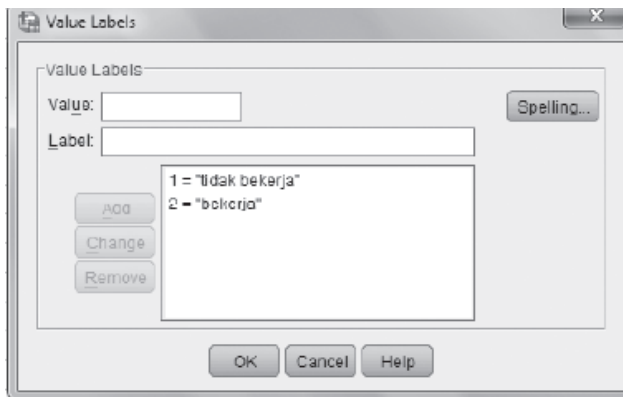 Value Labels
Value Labels
Value:
Spelling...
Label:
1 = "tidak bekerja"
2 = "bekerja"
Add
Change
Remove
OK Cancel Help